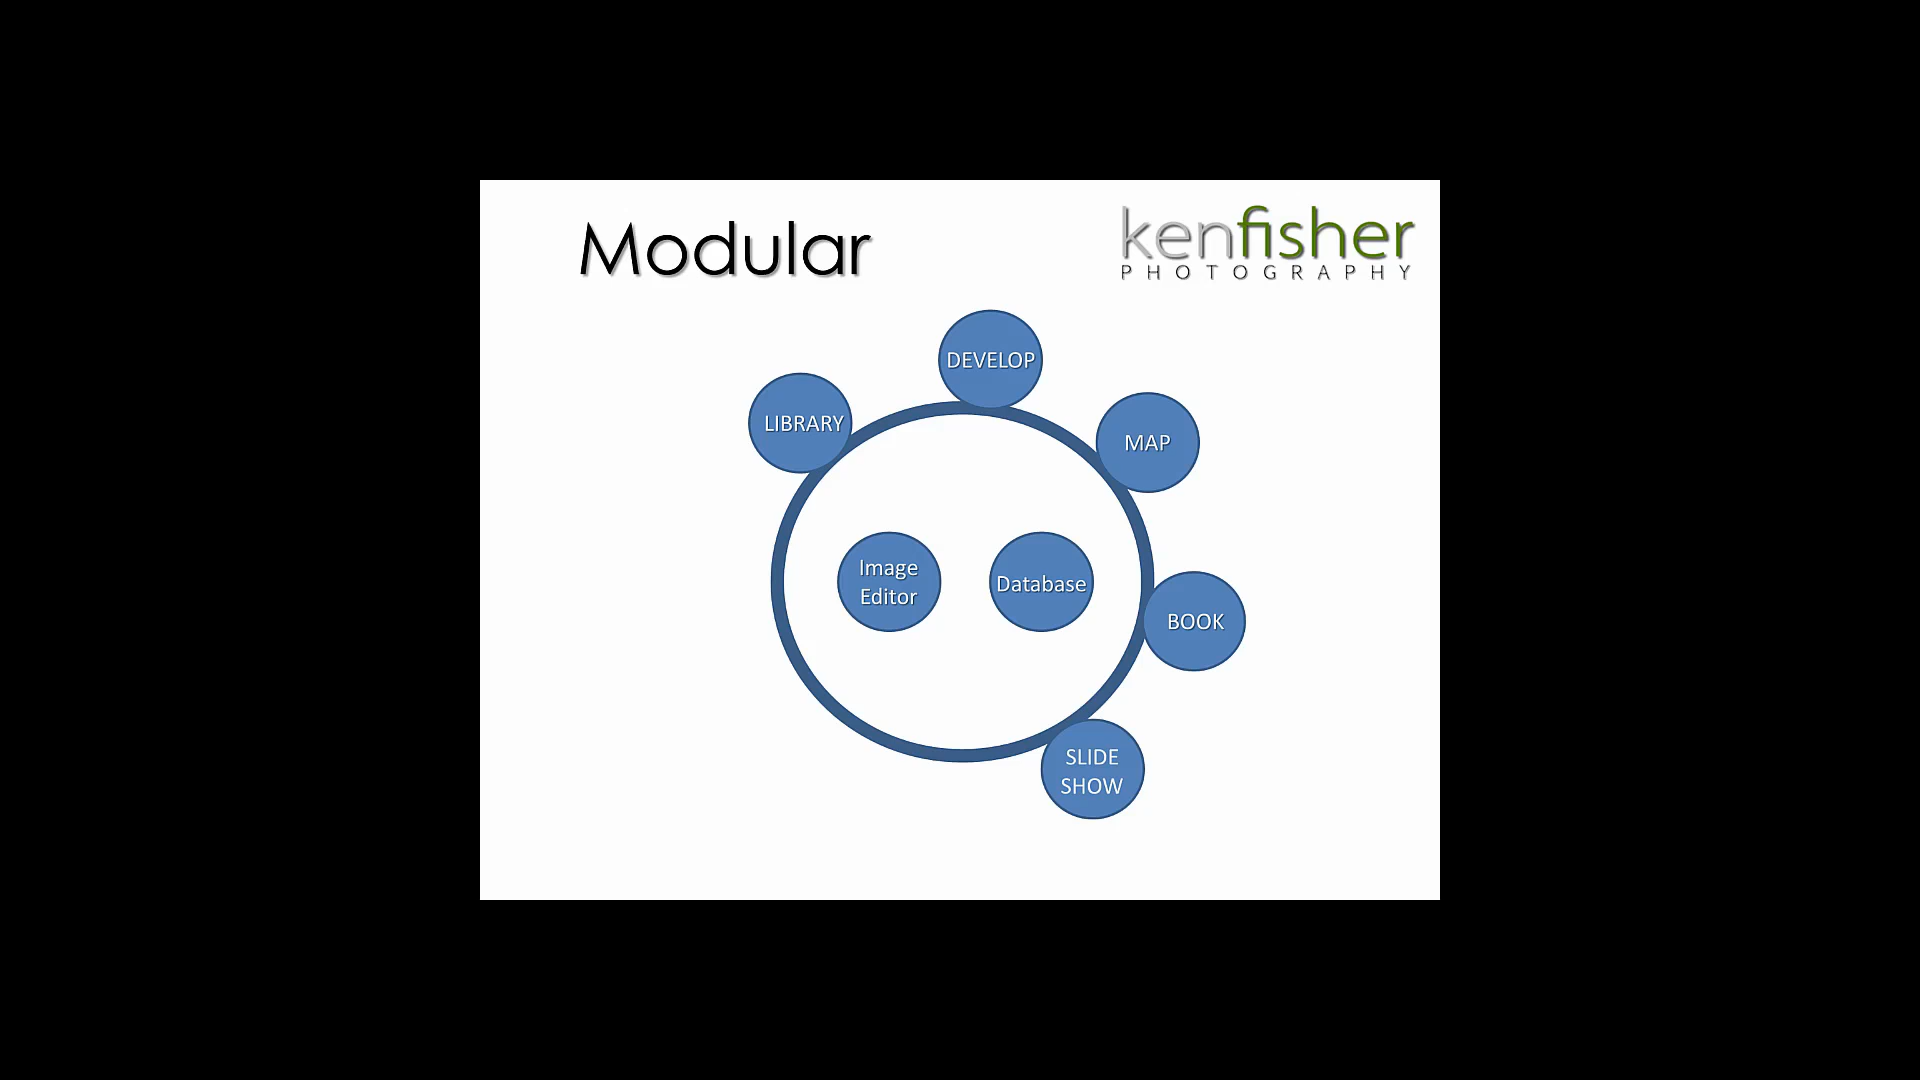 Modular
kenfisher
PHOTOGRAPHY
DEVELOP
LIBRARY
MAP
Image
Editor
Database
BOOK
SLIDE
SHOW